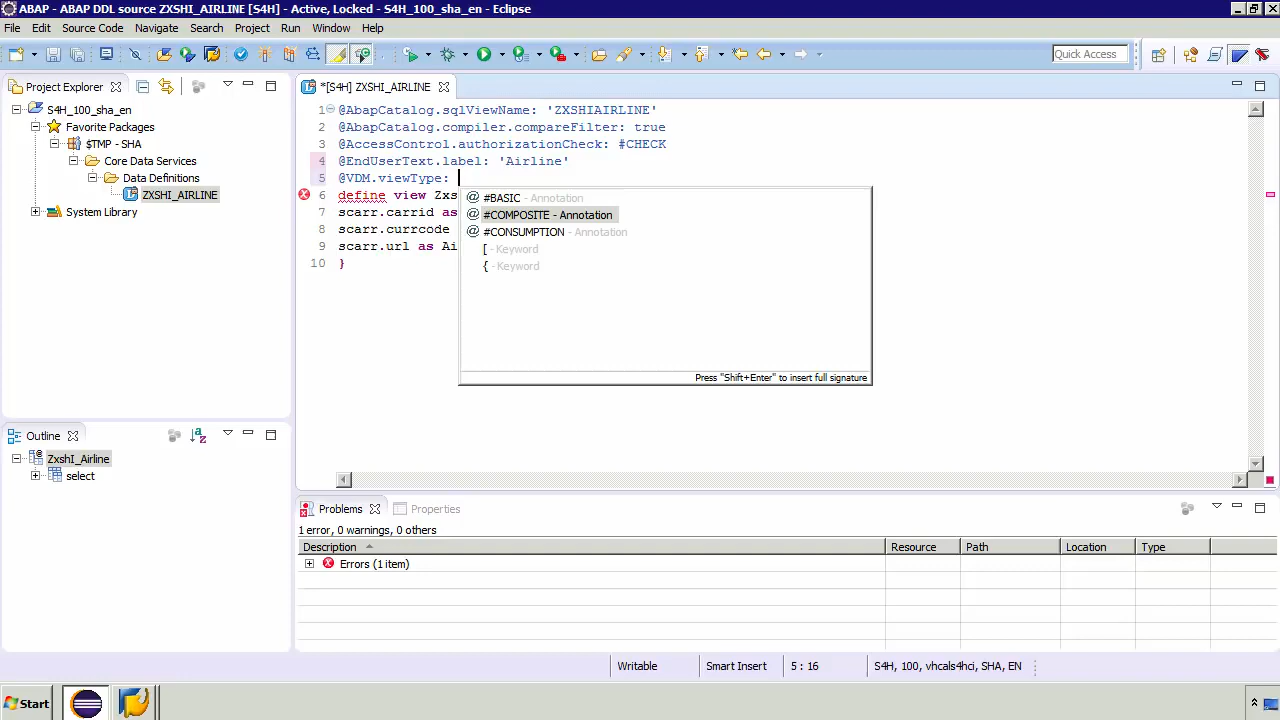 ABAP - ABAP DDL source ZXSHI_AIRLINE [S4H] - Active, Locked - S4H_100_sha_en - Eclipse
File Edit Source Code Navigate Search Project Run Window Help
Quick Access
Project Explorer
*[S4H] ZXSHI_AIRLINE
S4H_100_sha_en
Favorite Packages
$TMP - SHA
Core Data Services
Data Definitions
ZXSHI_AIRLINE
System Library
1 @AbapCatalog.sqlViewName: 'ZXSHIAIRLINE'
2 @AbapCatalog.compiler.compareFilter: true
3 @AccessControl.authorizationCheck: #CHECK
4 @EndUserText.label: 'Airline'
5 @VDM.viewType:
6 define view Zxs
7 scarr.carrid as
8 scarr.currcode
9 scarr.url as Ai
10 }
@ #BASIC - Annotation
@ #COMPOSITE - Annotation
@ #CONSUMPTION - Annotation
[ - Keyword
{ - Keyword
Press "Shift+Enter" to insert full signature
Outline
ZxshI_Airline
select
Problems Properties
1 error, 0 warnings, 0 others
Description Resource Path Location Type
Errors (1 item)
Writable Smart Insert 5 : 16 S4H, 100, vhcals4hci, SHA, EN
Start